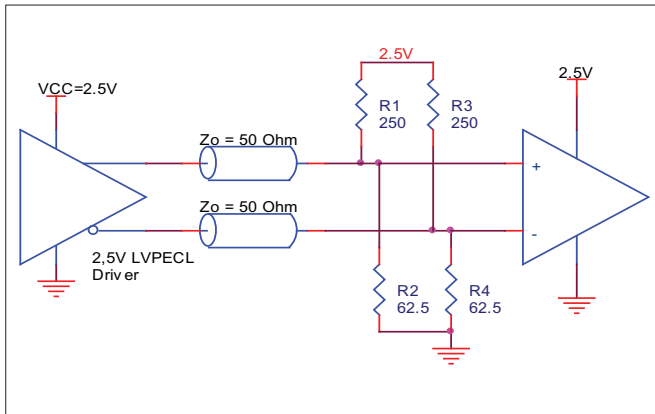 2.5V
VCC=2.5V
2.5V
R1
250
R3
250
Zo = 50 Ohm
+
Zo = 50 Ohm
-
2,5V LVPECL
Driver
R2
62.5
R4
62.5